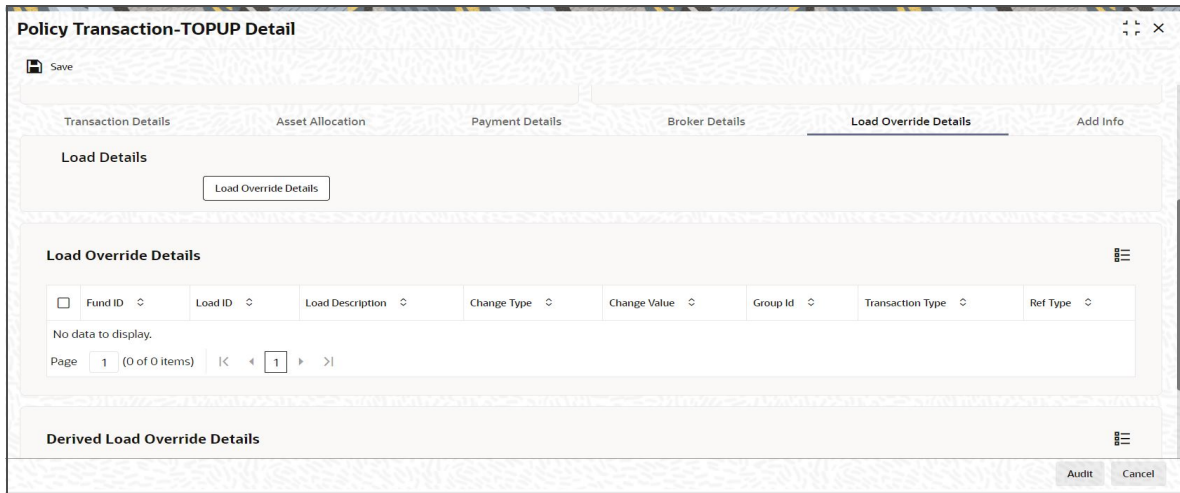 Policy Transaction-TOPUP Detail
Save
Transaction Details Asset Allocation Payment Details Broker Details Load Override Details Add Info
Load Details
Load Override Details
Load Override Details
Fund ID Load ID Load Description Change Type Change Value Group Id Transaction Type Ref Type
No data to display.
Page 1 (0 of 0 items) 1
Derived Load Override Details
Audit Cancel